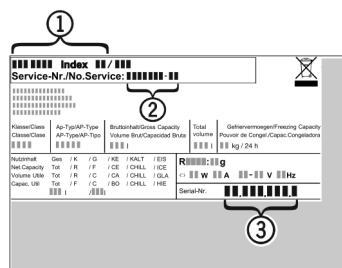 1
Index /
Service-Nr./No.Service: -
2
Klasse/Class Ap-Typ/AP-Type Bruttoinhalt/Gross Capacity Total Gefriervermoegen/Freezing Capacity
Classe/Class AP-Type/AP-Tipo Volume Brut/Capacidad Bruta volume Pouvoir de Congel./Capac.Congeladora
l l kg / 24 h
Nutzinhalt Ges / K / G / KE / KALT / EIS
Net.Capacity Tot / R / F / CE / CHILL / ICE
Volume Utile Tot / R / C / CA / CHILL / GLA
Capac. Util Tot / F / C / BO / CHILL / HIE
l / l
R : g
W A - V Hz
Serial-Nr. . . .
3